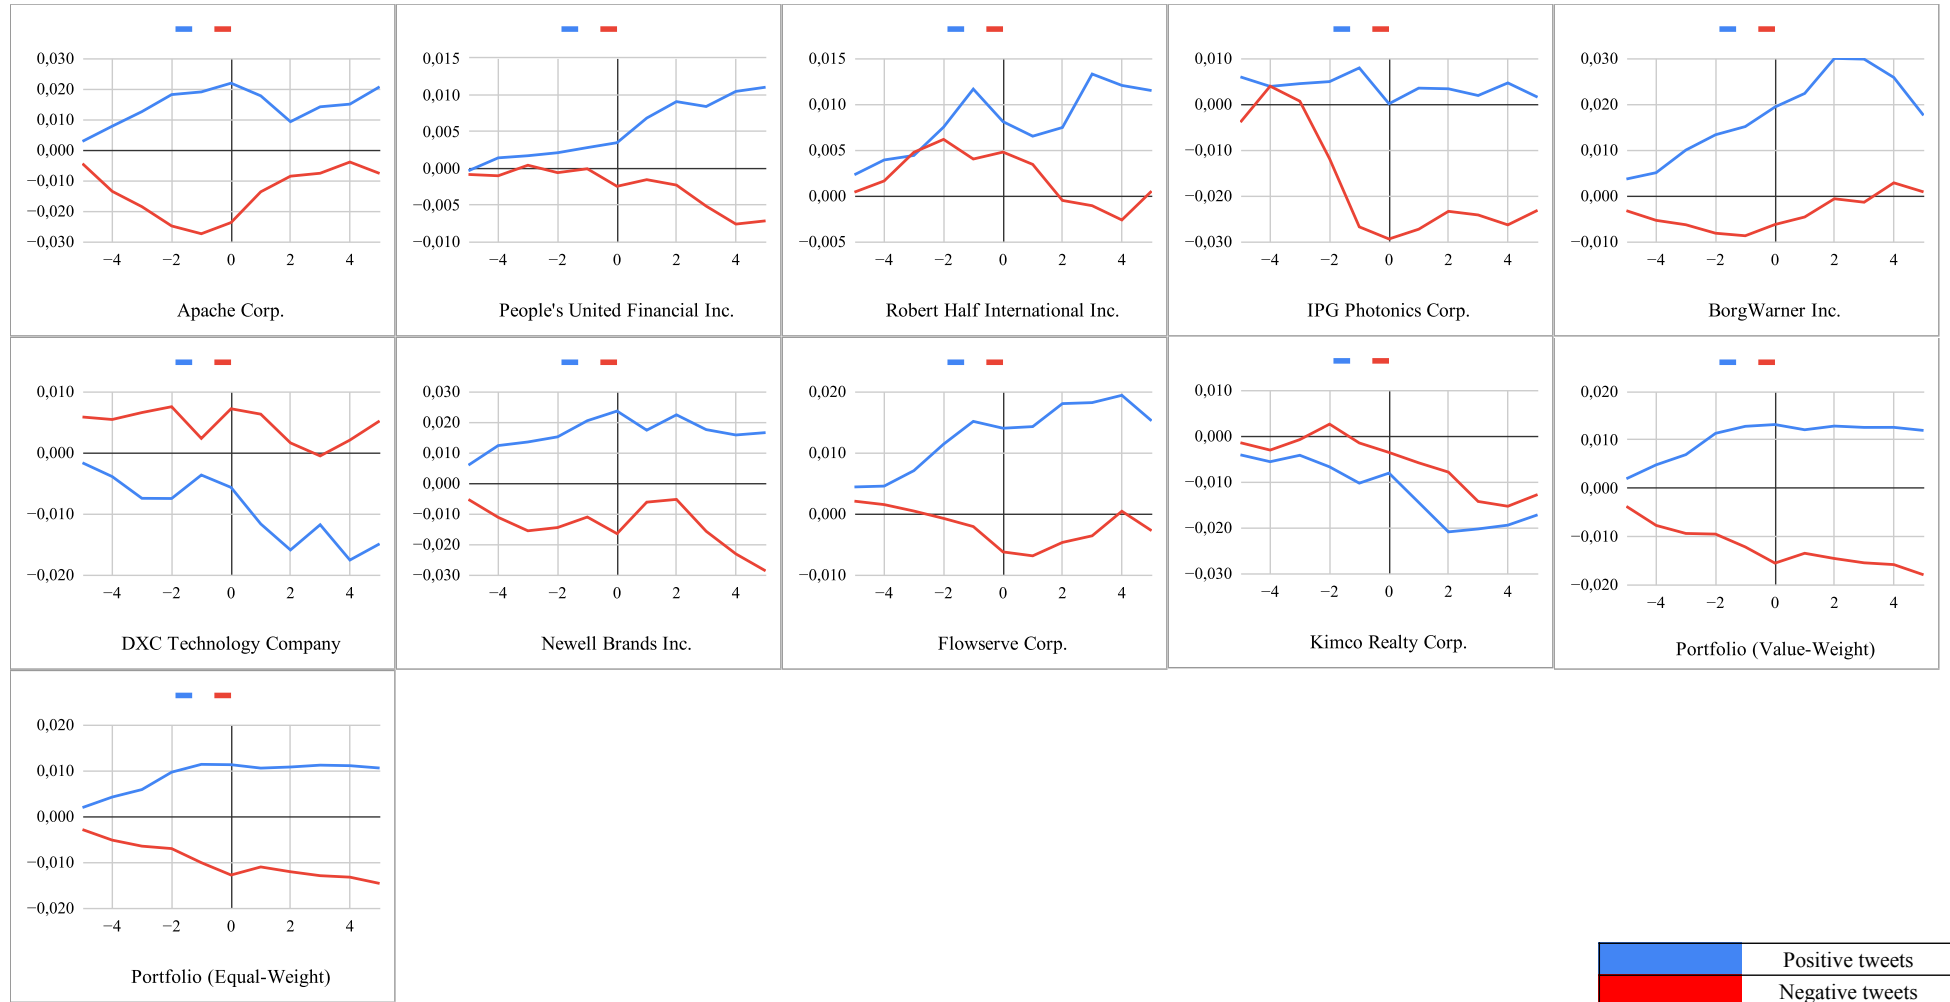 0,030
0,020
0,010
0,000
−0,010
−0,020
−0,030
−4 −2 0 2 4
Apache Corp.
0,015
0,010
0,005
0,000
−0,005
−0,010
−4 −2 0 2 4
People's United Financial Inc.
0,015
0,010
0,005
0,000
−0,005
−4 −2 0 2 4
Robert Half International Inc.
0,010
0,000
−0,010
−0,020
−0,030
−4 −2 0 2 4
IPG Photonics Corp.
0,030
0,020
0,010
0,000
−0,010
−4 −2 0 2 4
BorgWarner Inc.
0,010
0,000
−0,010
−0,020
−4 −2 0 2 4
DXC Technology Company
0,030
0,020
0,010
0,000
−0,010
−0,020
−0,030
−4 −2 0 2 4
Newell Brands Inc.
0,020
0,010
0,000
−0,010
−4 −2 0 2 4
Flowserve Corp.
0,010
0,000
−0,010
−0,020
−0,030
−4 −2 0 2 4
Kimco Realty Corp.
0,020
0,010
0,000
−0,010
−0,020
−4 −2 0 2 4
Portfolio (Value-Weight)
0,020
0,010
0,000
−0,010
−0,020
−4 −2 0 2 4
Portfolio (Equal-Weight)
Positive tweets
Negative tweets